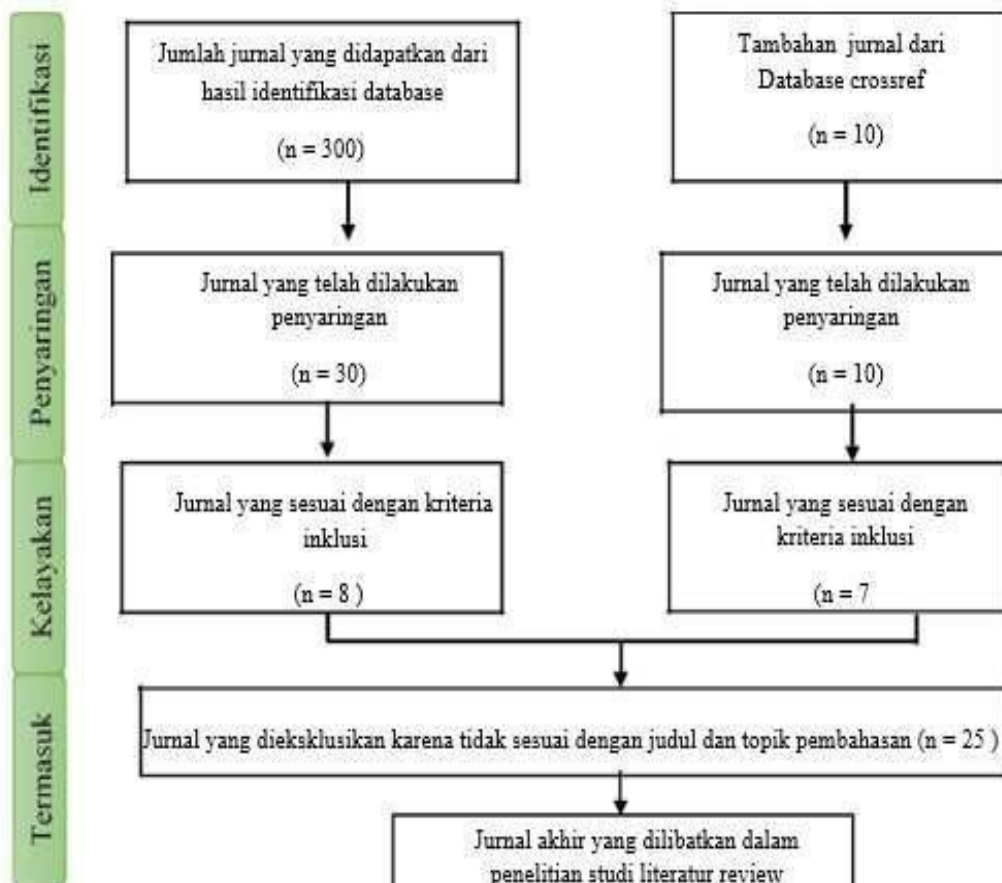 Identifikasi
Jumlah jurnal yang didapatkan dari
hasil identifikasi database
(n = 300)
Tambahan jurnal dari
Database crossref
(n = 10)
Penyaringan
Jurnal yang telah dilakukan
penyaringan
(n = 30)
Jurnal yang telah dilakukan
penyaringan
(n = 10)
Kelayakan
Jurnal yang sesuai dengan kriteria
inklusi
(n = 8 )
Jurnal yang sesuai dengan
kriteria inklusi
(n = 7
Termasuk
Jurnal yang dieksklusikan karena tidak sesuai dengan judul dan topik pembahasan (n = 25 )
Jurnal akhir yang dilibatkan dalam
penelitian studi literatur review